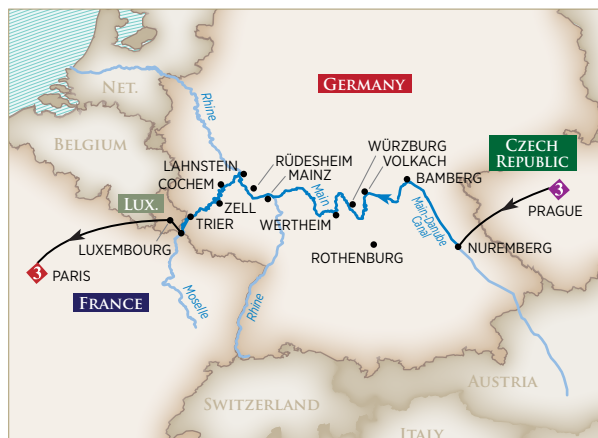 NET.
Rhine
GERMANY
BELGIUM
CZECH
REPUBLIC
WÜRZBURG
VOLKACH
LAHNSTEIN
RÜDESHEIM
COCHEM
MAINZ
BAMBERG
Main
LUX.
ZELL
PRAGUE
3
TRIER
WERTHEIM
Main-Danube
Canal
LUXEMBOURG
ROTHENBURG
NUREMBERG
3
PARIS
FRANCE
Moselle
Rhine
AUSTRIA
SWITZERLAND
ITALY